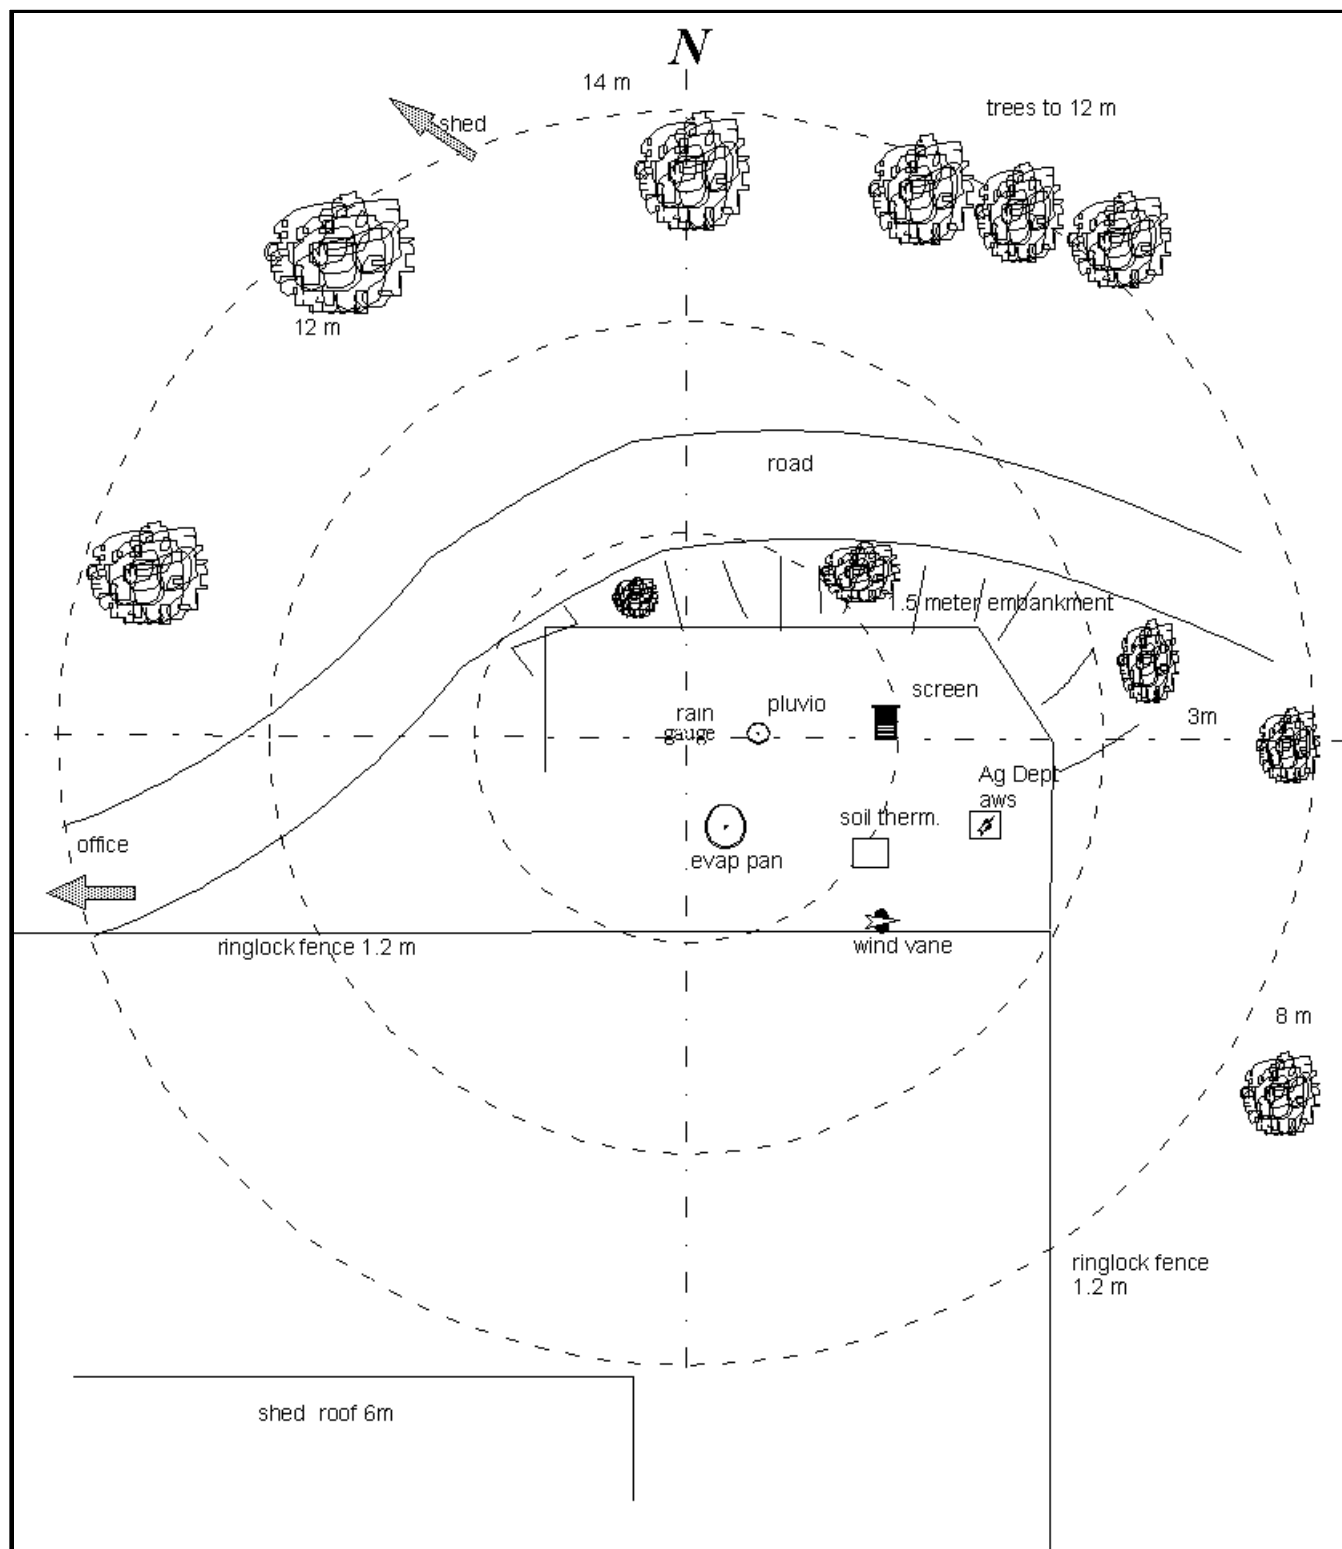 N
14 m
trees to 12 m
shed
12 m
road
1.5 meter embankment
screen
pluvio
rain
gauge
3m
Ag Dept
aws
soil therm.
office
evap pan
wind vane
ringlock fence 1.2 m
8 m
ringlock fence
1.2 m
shed roof 6m